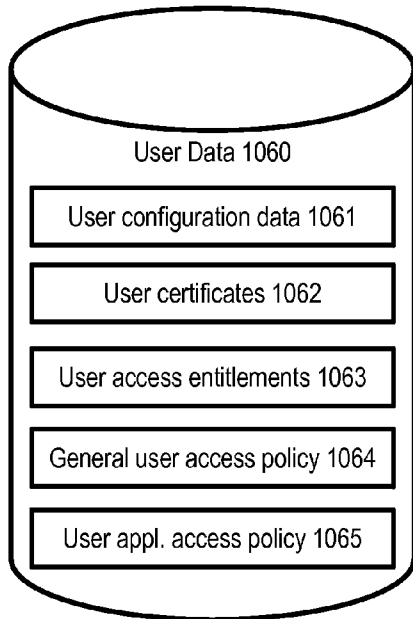 User Data 1060
User configuration data 1061
User certificates 1062
User access entitlements 1063
General user access policy 1064
User appl. access policy 1065